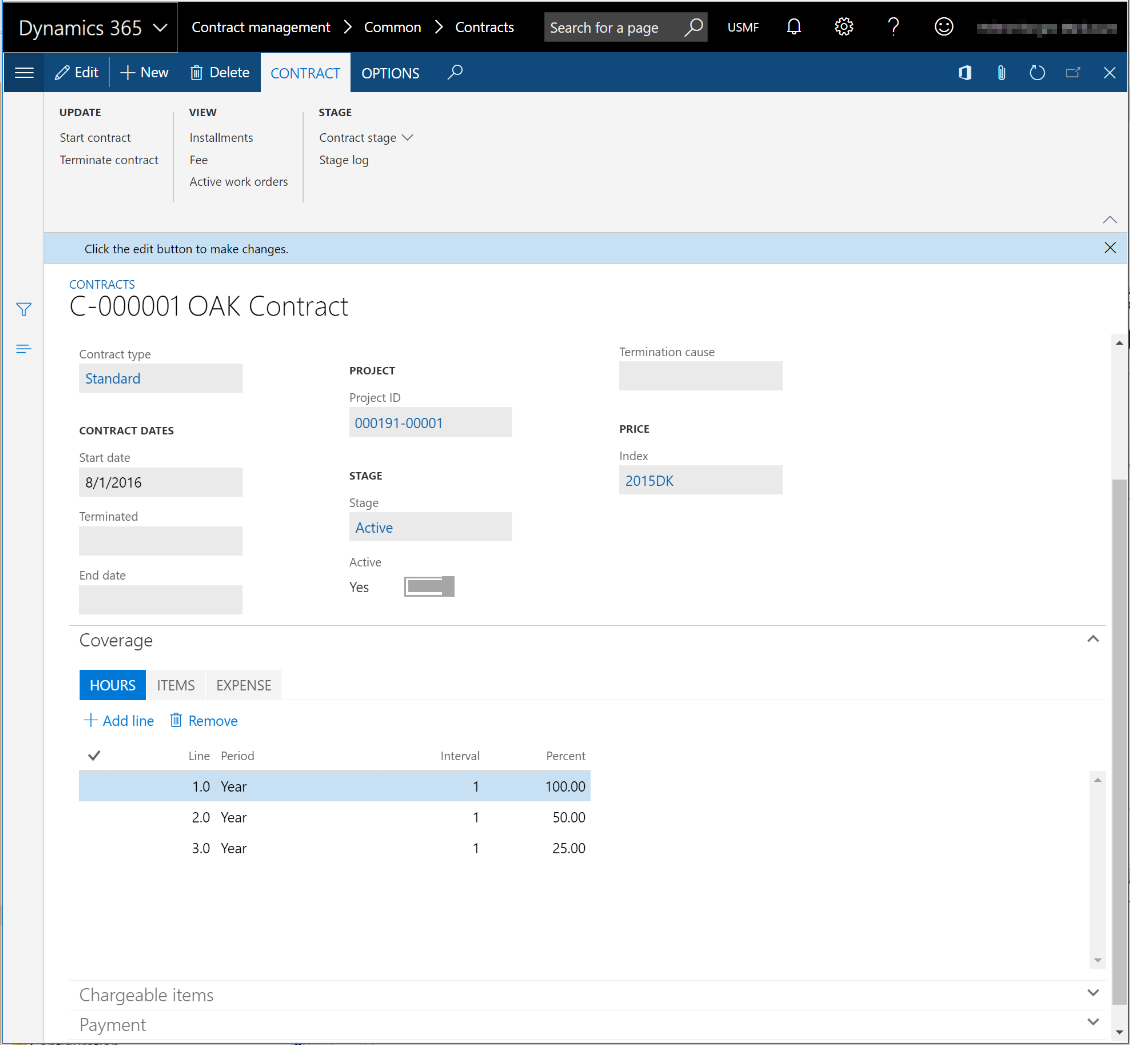 Dynamics 365
Contract management > Common > Contracts
Search for a page
USMF
?
Edit
New
Delete
CONTRACT
OPTIONS
UPDATE
Start contract
Terminate contract
VIEW
Installments
Fee
Active work orders
STAGE
Contract stage
Stage log
Click the edit button to make changes.
CONTRACTS
C-000001 OAK Contract
Contract type
Standard
CONTRACT DATES
Start date
8/1/2016
Terminated
End date
PROJECT
Project ID
000191-00001
STAGE
Stage
Active
Active
Yes
Termination cause
PRICE
Index
2015DK
Coverage
HOURS ITEMS EXPENSE
+ Add line Remove
Line Period Interval Percent
1.0 Year 1 100.00
2.0 Year 1 50.00
3.0 Year 1 25.00
Chargeable items
Payment